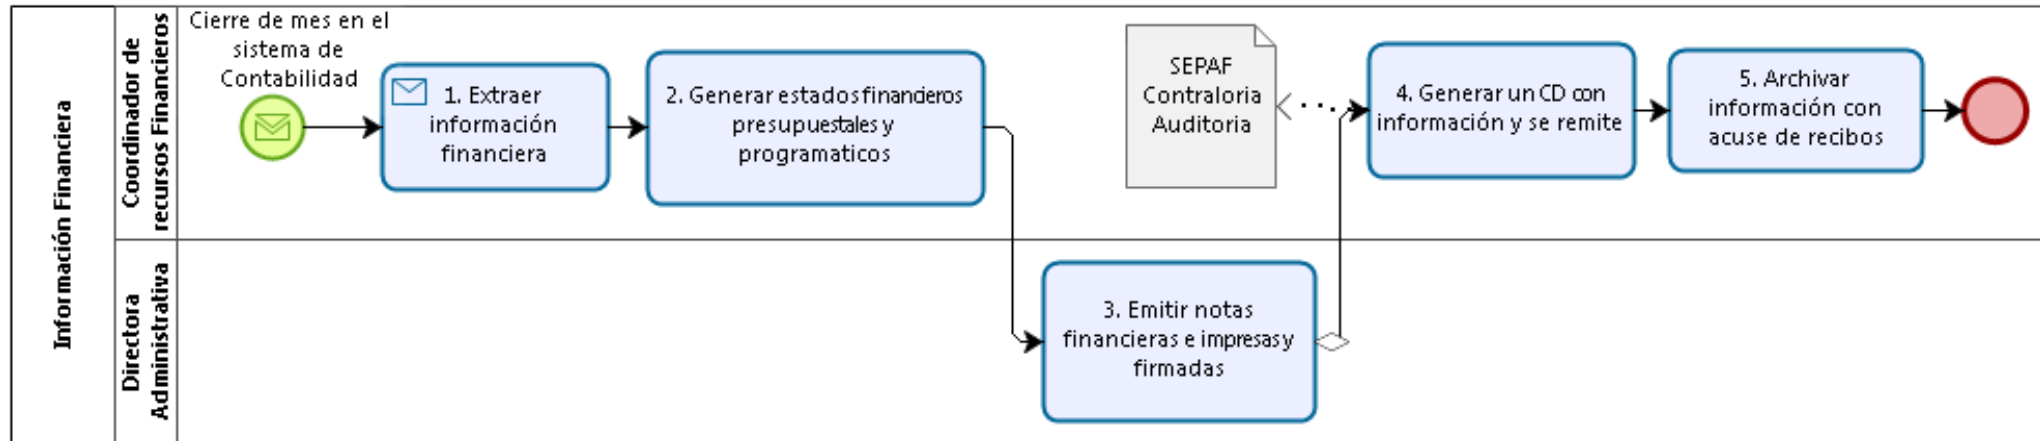 Información Financiera
Coordinador de
recursos Financieros
Cierre de mes en el
sistema de
Contabilidad
1. Extraer
información
financiera
2. Generar estados financieros
presupuestales y
programaticos
SEPAF
Contraloria
Auditoria
4. Generar un CD con
información y se remite
5. Archivar
información con
acuse de recibos
Directora
Administrativa
3. Emitir notas
financieras e impresas y
firmadas